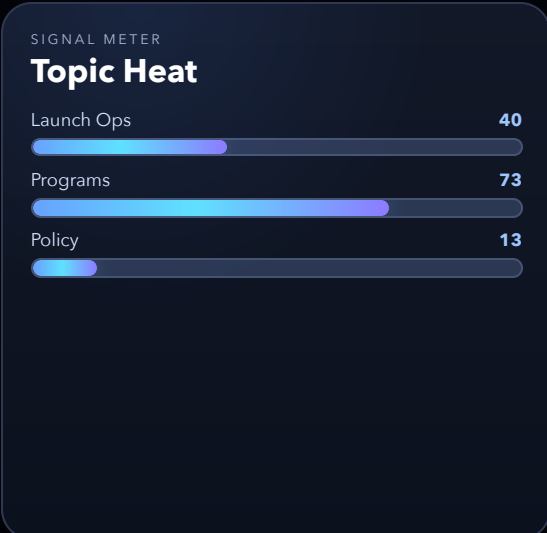 SIGNAL METER
Topic Heat
Launch Ops 40
Programs 73
Policy 13